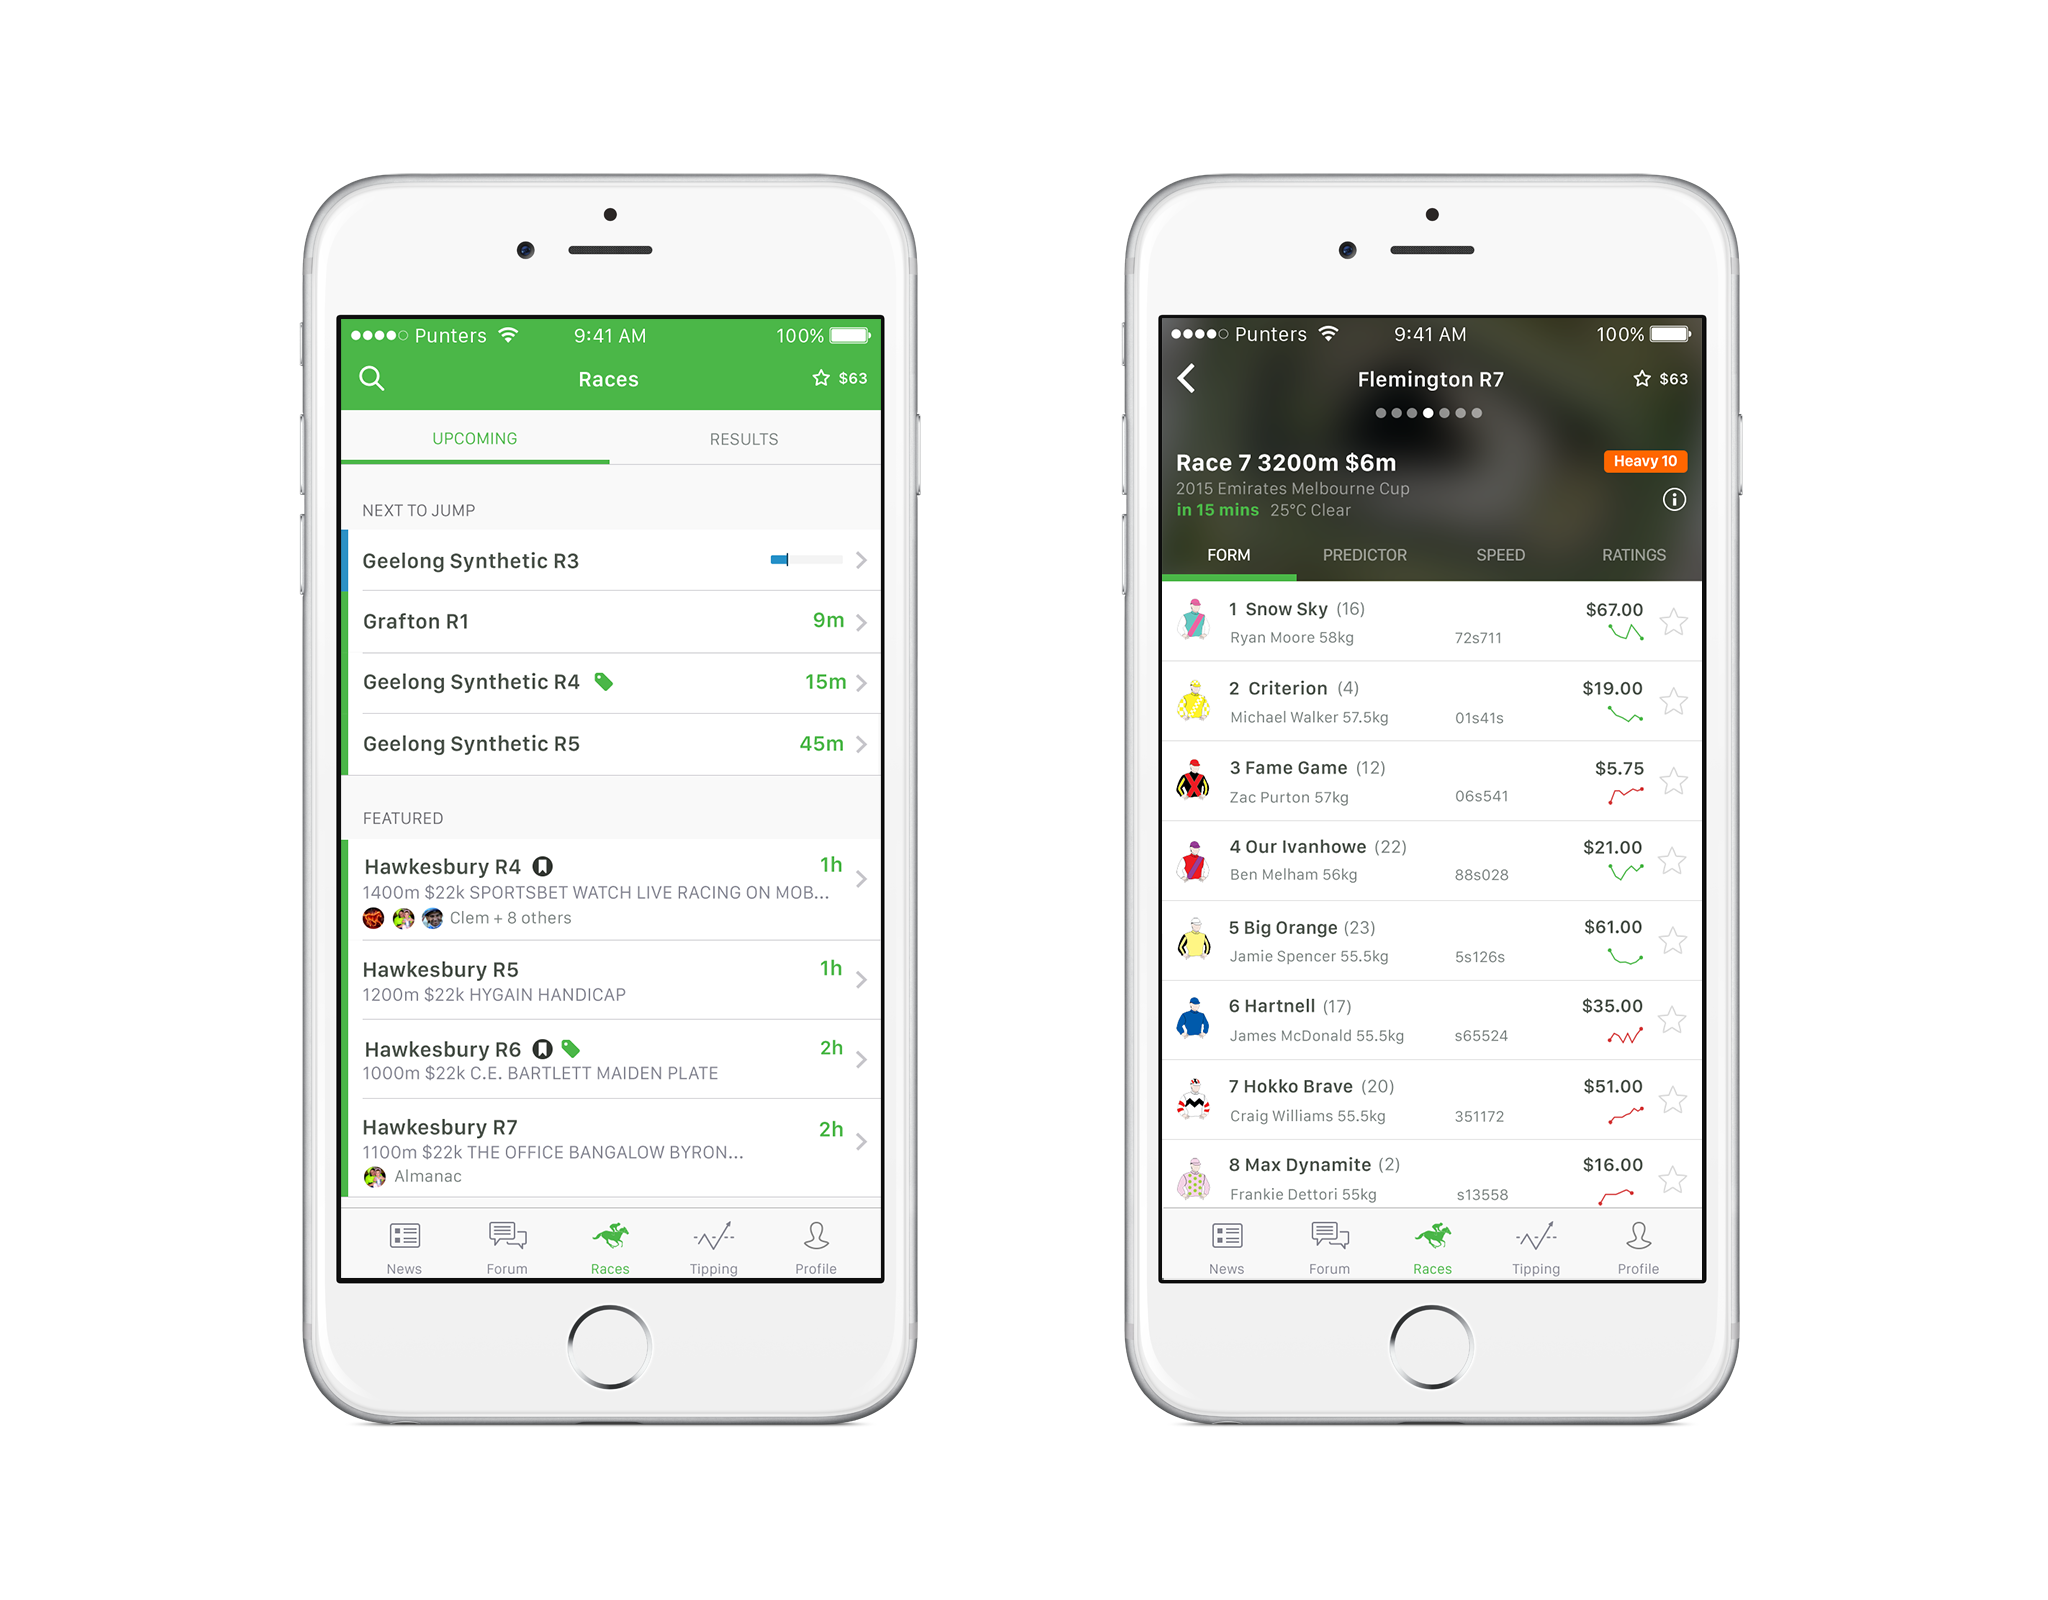 Punters 9:41 AM 100%
Races $63
UPCOMING RESULTS
NEXT TO JUMP
Geelong Synthetic R3
Grafton R1 9m
Geelong Synthetic R4 15m
Geelong Synthetic R5 45m
FEATURED
Hawkesbury R4 1h
1400m $22k SPORTSBET WATCH LIVE RACING ON MOB...
Clem + 8 others
Hawkesbury R5 1h
1200m $22k HYGAIN HANDICAP
Hawkesbury R6 2h
1000m $22k C.E. BARTLETT MAIDEN PLATE
Hawkesbury R7 2h
1100m $22k THE OFFICE BANGALOW BYRON...
Almanac
News Forum Races Tipping Profile
Punters 9:41 AM 100%
Flemington R7 $63
Race 7 3200m $6m Heavy 10
2015 Emirates Melbourne Cup
in 15 mins 25°C Clear
FORM PREDICTOR SPEED RATINGS
1 Snow Sky (16) $67.00
Ryan Moore 58kg 72s711
2 Criterion (4) $19.00
Michael Walker 57.5kg 01s41s
3 Fame Game (12) $5.75
Zac Purton 57kg 06s541
4 Our Ivanhowe (22) $21.00
Ben Melham 56kg 88s028
5 Big Orange (23) $61.00
Jamie Spencer 55.5kg 5s126s
6 Hartnell (17) $35.00
James McDonald 55.5kg s65524
7 Hokko Brave (20) $51.00
Craig Williams 55.5kg 351172
8 Max Dynamite (2) $16.00
Frankie Dettori 55kg s13558
News Forum Races Tipping Profile